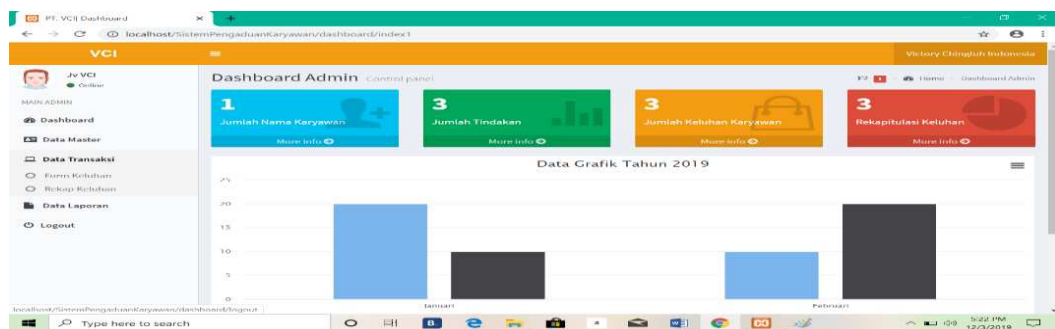 PT. VCI| Dashboard
localhost/SistemPengaduanKaryawan/dashboard/index1
VCI
Victory Chingluh Indonesia
Jv VCI
Online
MAIN ADMIN
Dashboard
Data Master
Data Transaksi
Form Keluhan
Rekap Keluhan
Data Laporan
Logout
Dashboard Admin Control panel
Home
Dashboard Admin
1
Jumlah Nama Karyawan
More info
3
Jumlah Tindakan
More info
3
Jumlah Keluhan Karyawan
More info
3
Rekapitulasi Keluhan
More info
Data Grafik Tahun 2019
25
20
15
10
5
0
Januari
Februari
localhost/SistemPengaduanKaryawan/dashboard/logout
Type here to search
5:22 PM
12/3/2019